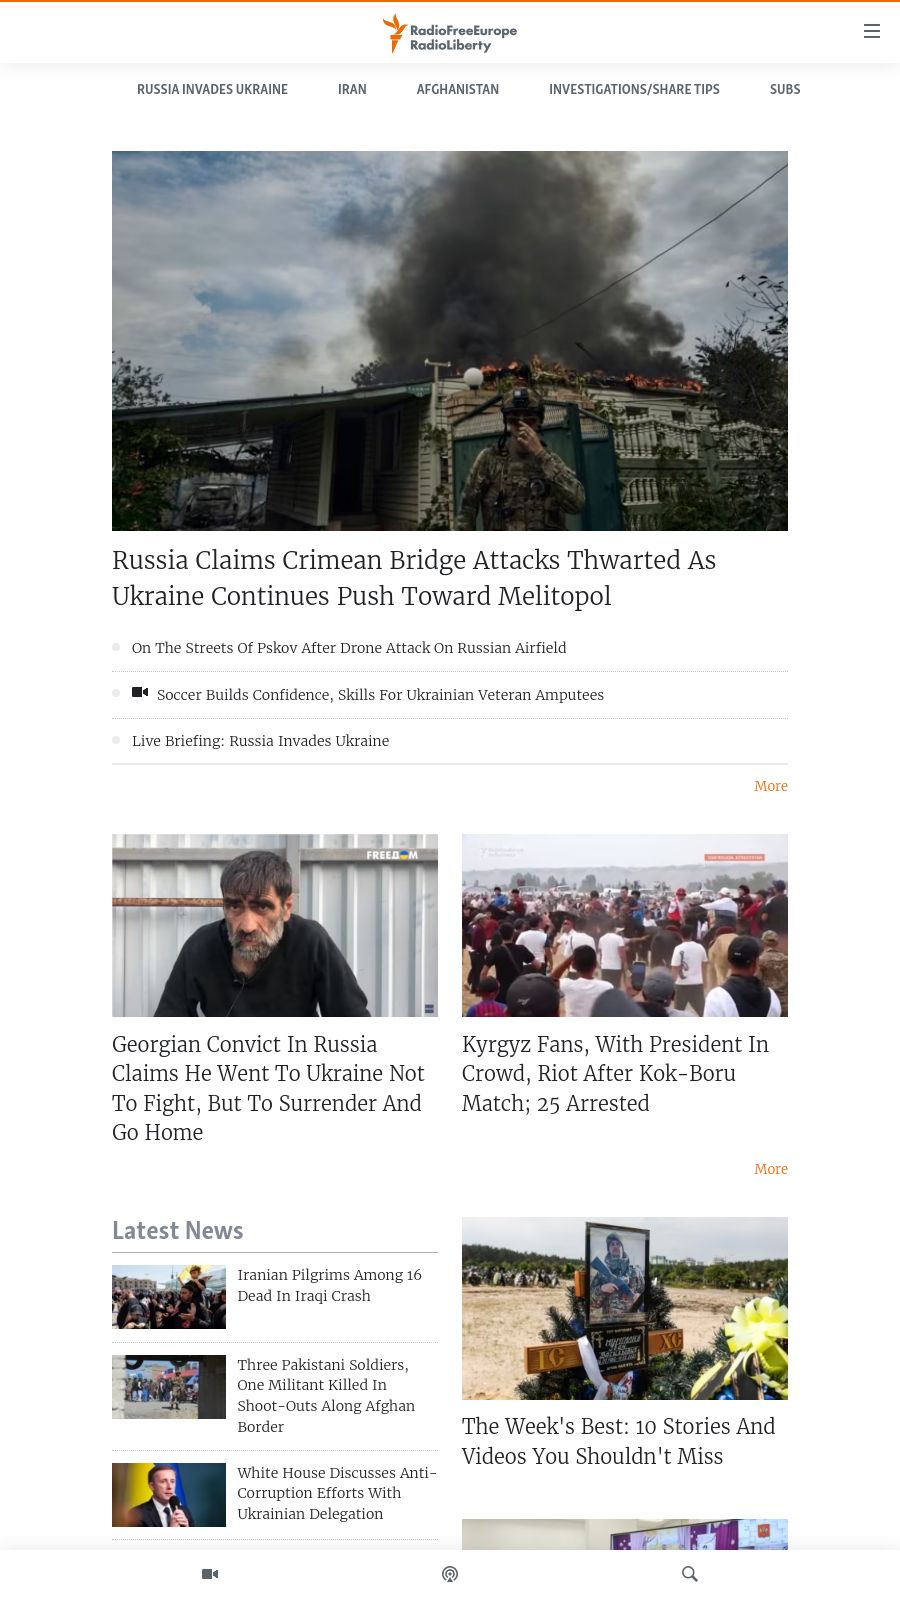 RadioFreeEurope
RadioLiberty
RUSSIA INVADES UKRAINE
IRAN
AFGHANISTAN
INVESTIGATIONS/SHARE TIPS
SUBS
Russia Claims Crimean Bridge Attacks Thwarted As
Ukraine Continues Push Toward Melitopol
On The Streets Of Pskov After Drone Attack On Russian Airfield
Soccer Builds Confidence, Skills For Ukrainian Veteran Amputees
Live Briefing: Russia Invades Ukraine
More
FREEДОМ
Georgian Convict In Russia
Claims He Went To Ukraine Not
To Fight, But To Surrender And
Go Home
Kyrgyz Fans, With President In
Crowd, Riot After Kok-Boru
Match; 25 Arrested
More
Latest News
Iranian Pilgrims Among 16
Dead In Iraqi Crash
Three Pakistani Soldiers,
One Militant Killed In
Shoot-Outs Along Afghan
Border
White House Discusses Anti-
Corruption Efforts With
Ukrainian Delegation
IC XC
The Week's Best: 10 Stories And
Videos You Shouldn't Miss